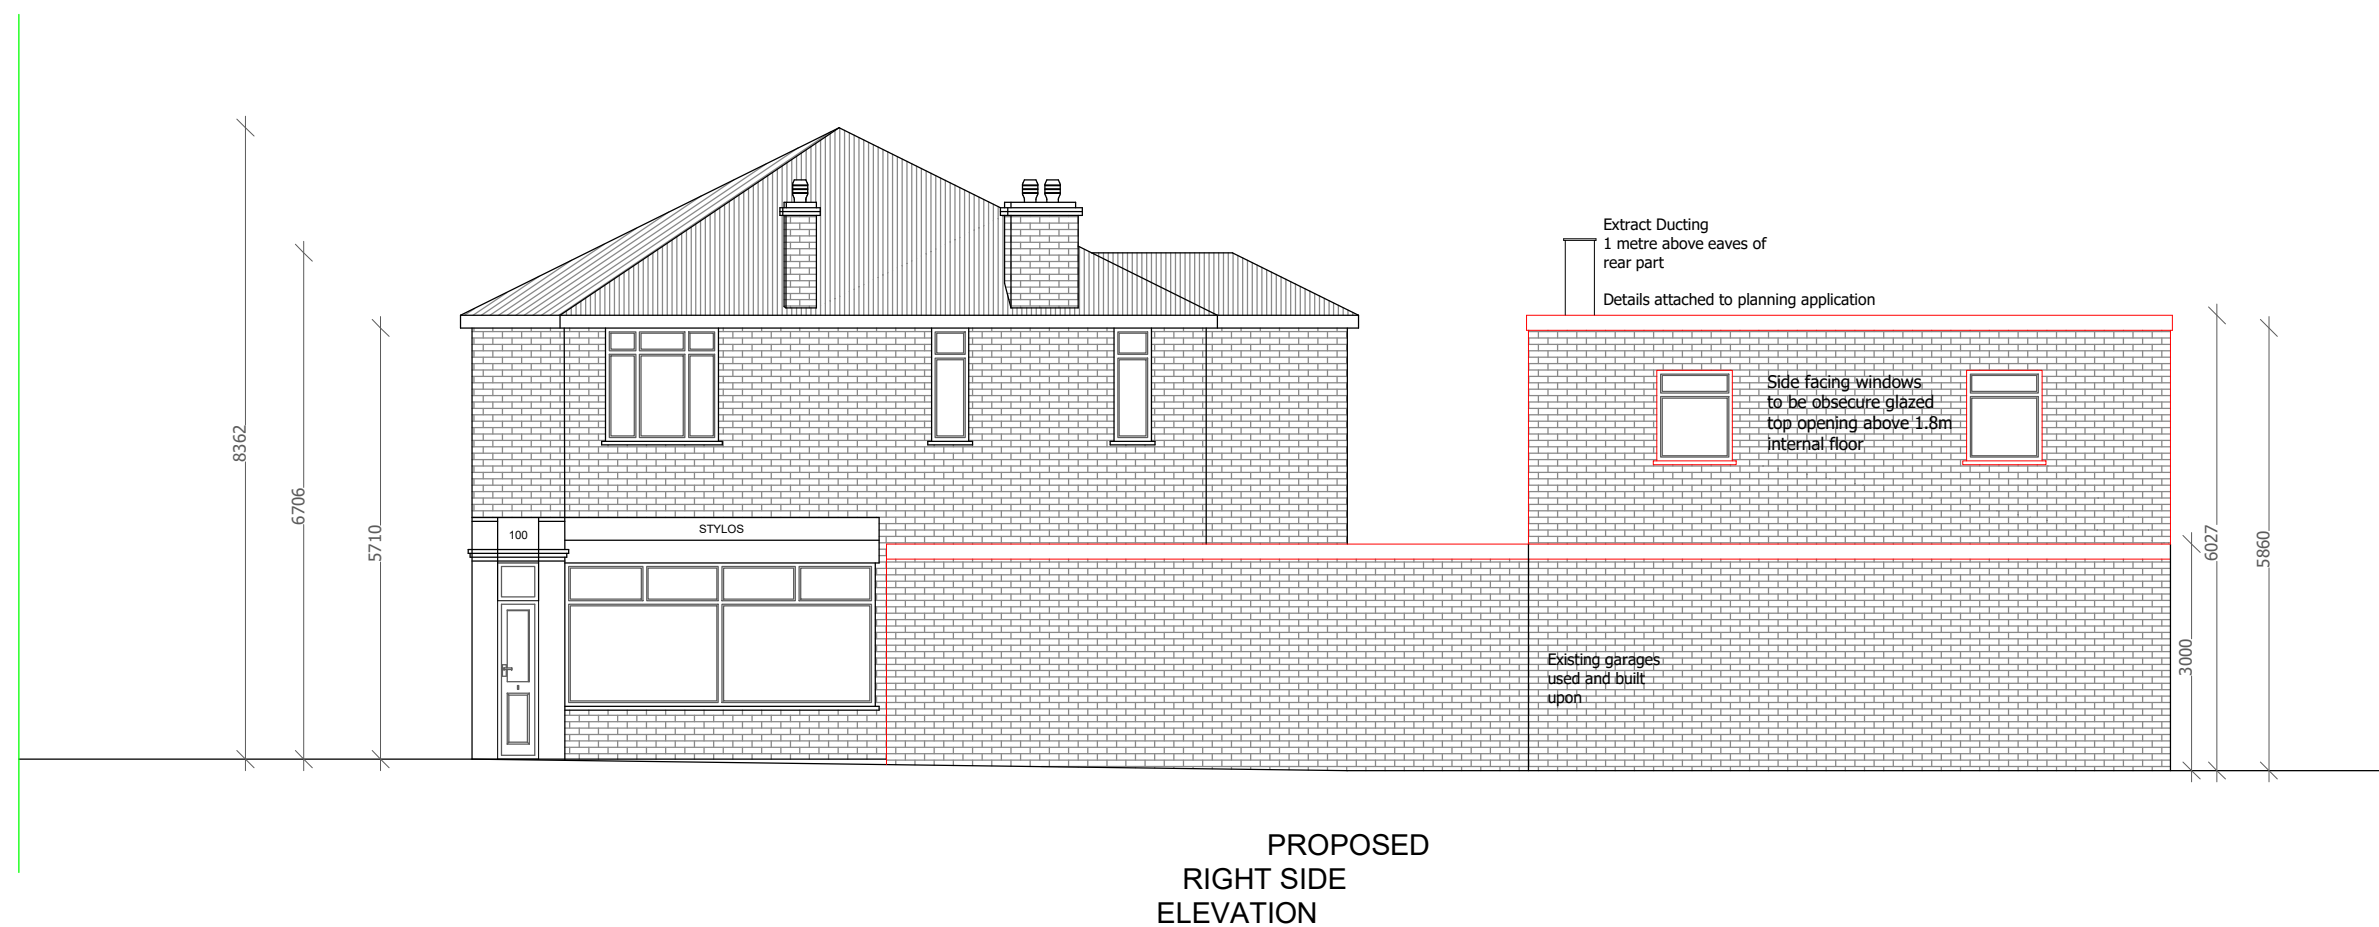 Extract Ducting
1 metre above eaves of
rear part
Details attached to planning application
Side facing windows
to be obsecure glazed
top opening above 1.8m
internal floor
8362
6706
5710
100
STYLOS
Existing garages
used and built
upon
3000
6027
5860
PROPOSED
RIGHT SIDE
ELEVATION